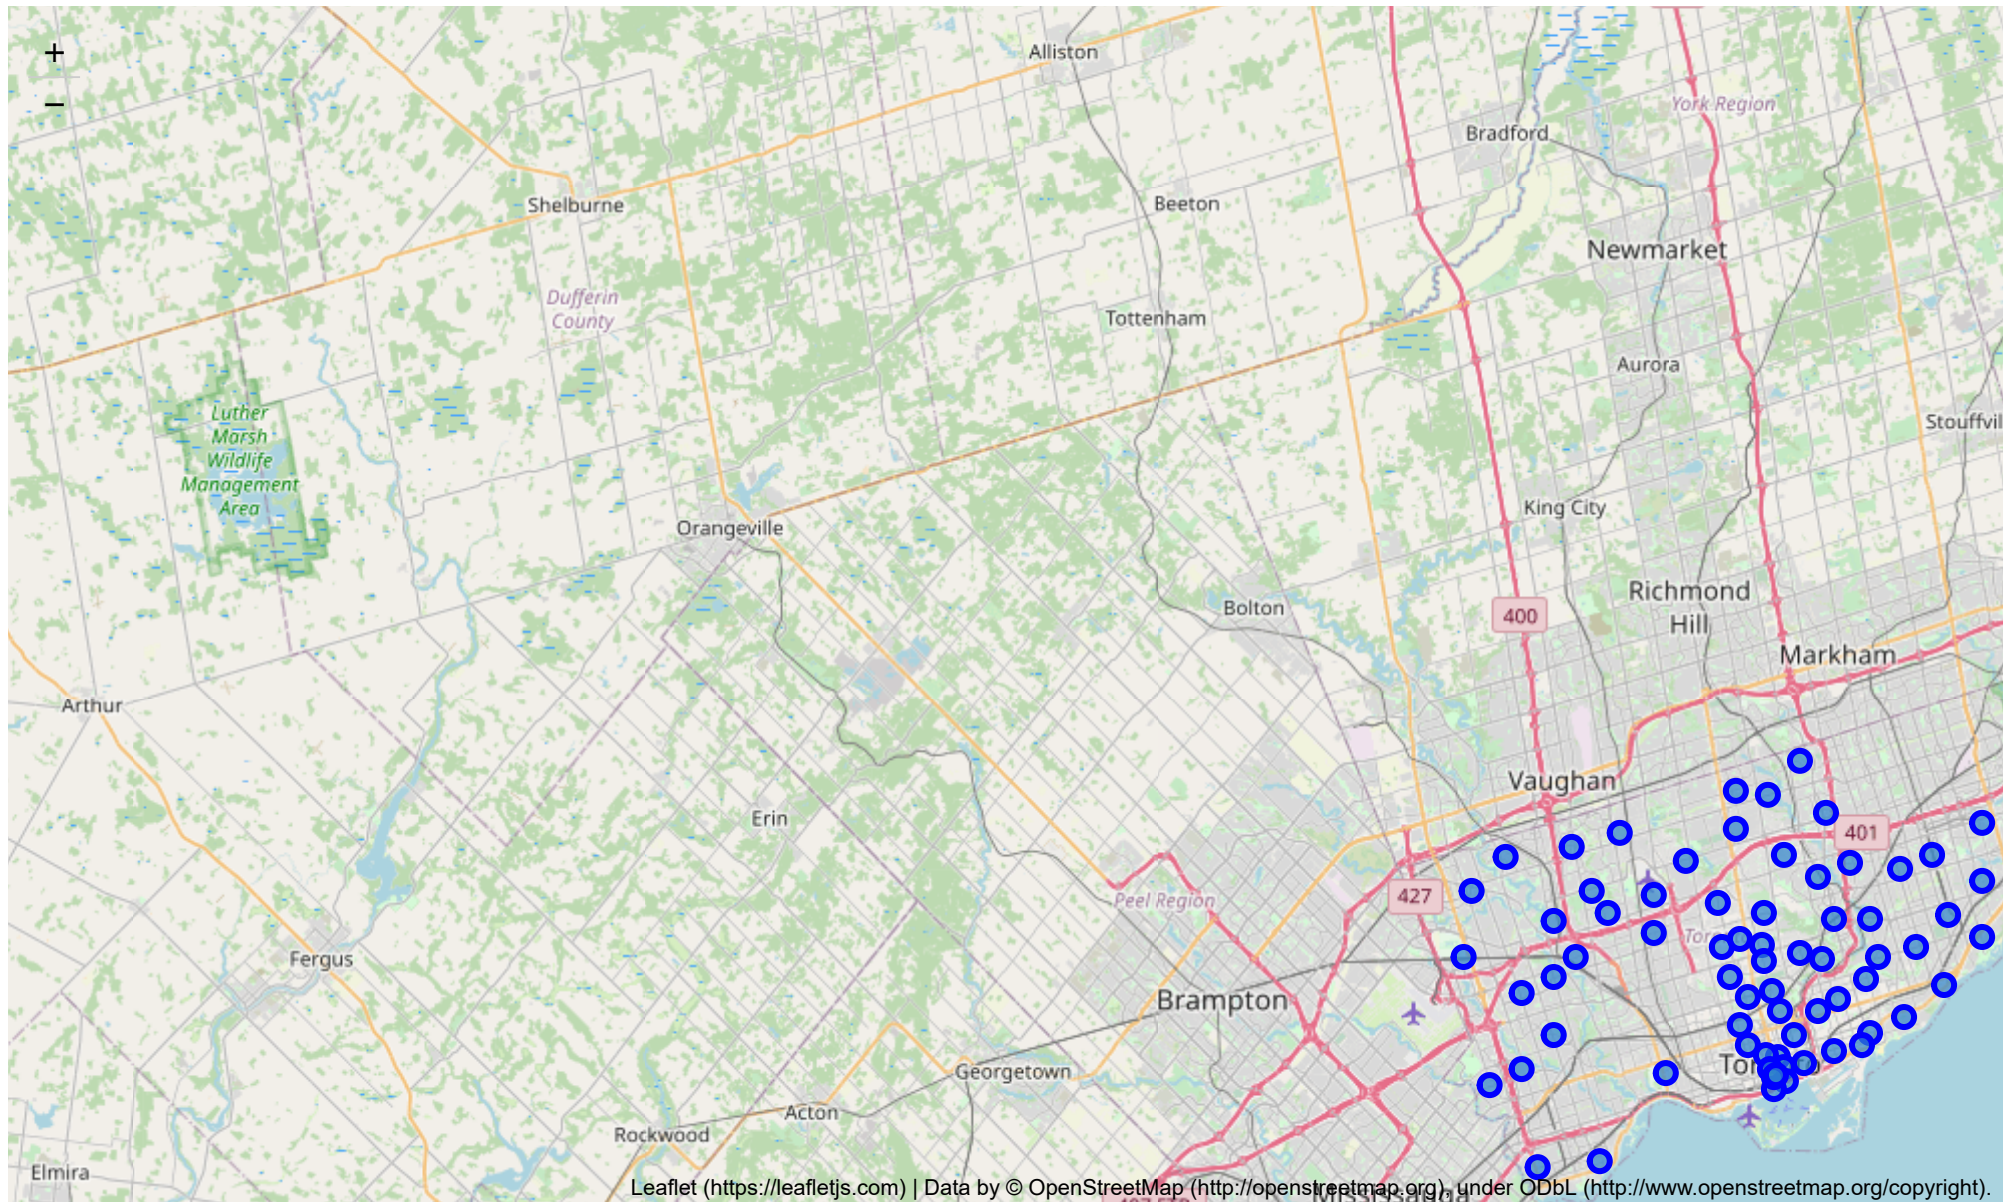 +
Alliston
−
York Region
Bradford
Shelburne
Beeton
Newmarket
Dufferin
County
Tottenham
Aurora
Luther
Marsh
Wildlife
Management
Area
Stouffvil
King City
Orangeville
Richmond
Hill
Bolton
400
Markham
Arthur
Vaughan
Erin
401
427
Peel Region
Fergus
Brampton
Georgetown
Acton
Rockwood
Elmira
Leaflet (https://leafletjs.com) | Data by © OpenStreetMap (http://openstreetmap.org), under ODbL (http://www.openstreetmap.org/copyright).